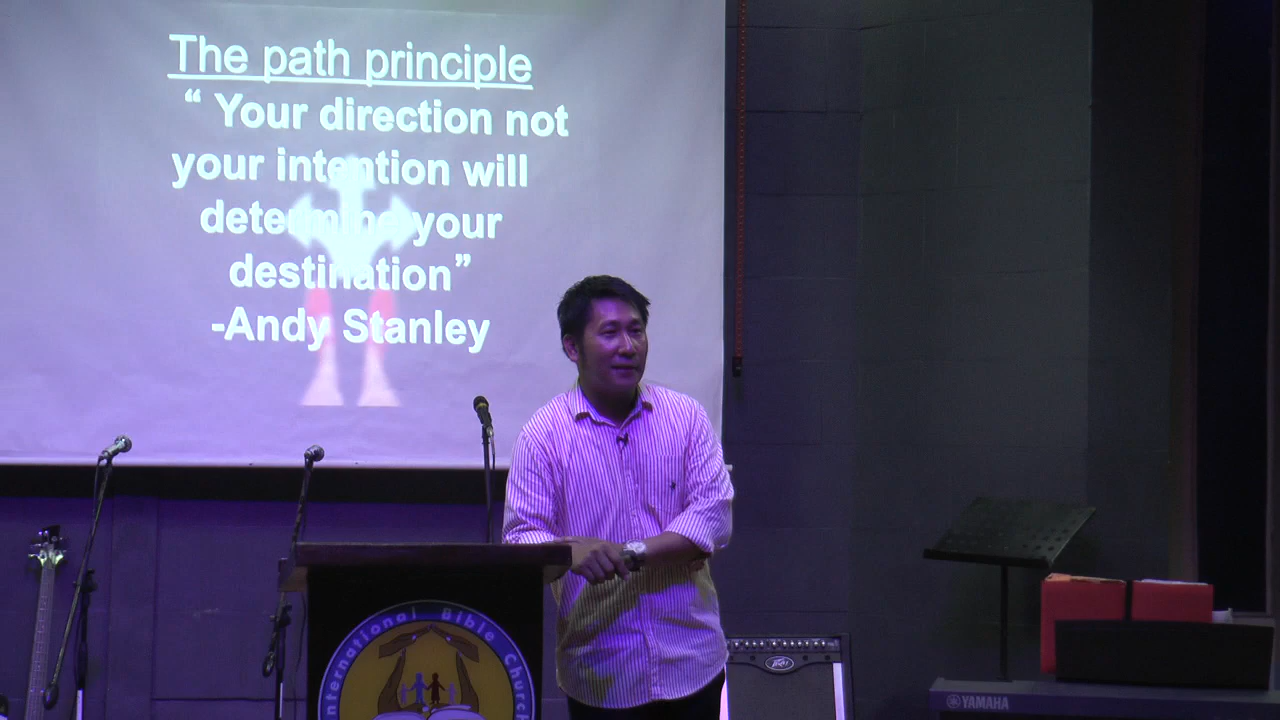 The path principle
“ Your direction not
your intention will
determine your
destination”
-Andy Stanley
International Bible Church
PEAVEY
YAMAHA